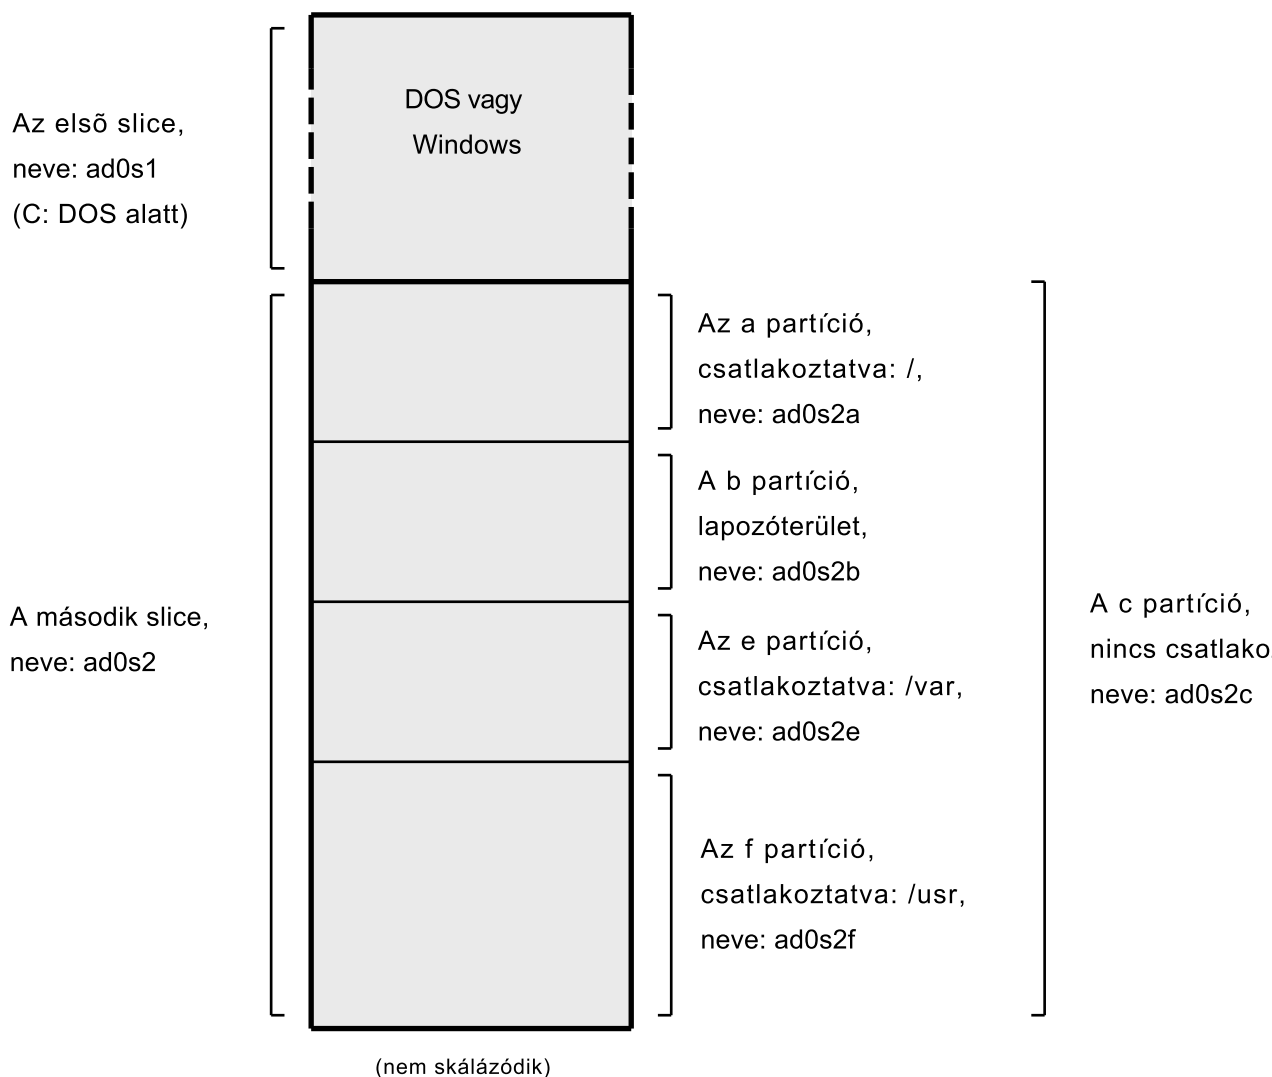 DOS vagy
Windows
Az elsõ slice,
neve: ad0s1
(C: DOS alatt)
Az a partíció,
csatlakoztatva: /,
neve: ad0s2a
A b partíció,
lapozóterület,
neve: ad0s2b
A második slice,
neve: ad0s2
Az e partíció,
csatlakoztatva: /var,
neve: ad0s2e
A c partíció,
nincs csatlako
neve: ad0s2c
Az f partíció,
csatlakoztatva: /usr,
neve: ad0s2f
(nem skálázódik)